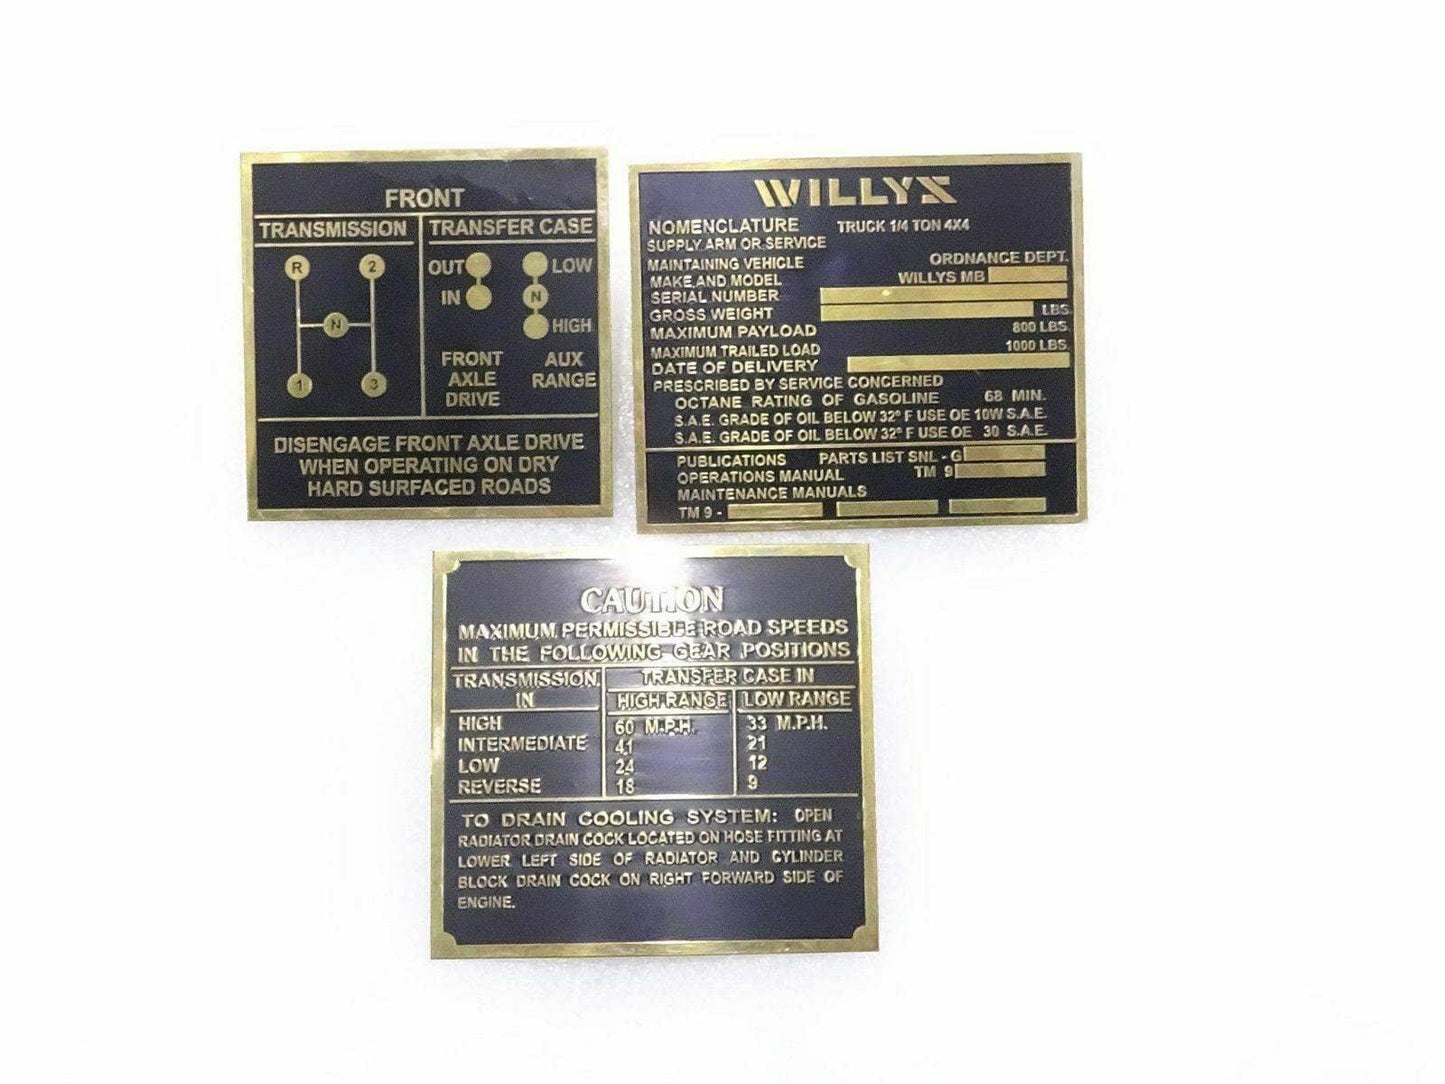 FRONT
TRANSMISSION
R 2
N
1 3
TRANSFER CASE
OUT LOW
IN N
HIGH
FRONT AXLE DRIVE
AUX RANGE
DISENGAGE FRONT AXLE DRIVE
WHEN OPERATING ON DRY
HARD SURFACED ROADS
WILLYS
NOMENCLATURE TRUCK 1/4 TON 4X4
SUPPLY ARM OR SERVICE
MAINTAINING VEHICLE ORDNANCE DEPT.
MAKE AND MODEL WILLYS MB
SERIAL NUMBER
GROSS WEIGHT LBS.
MAXIMUM PAYLOAD 800 LBS.
MAXIMUM TRAILED LOAD 1000 LBS.
DATE OF DELIVERY
PRESCRIBED BY SERVICE CONCERNED
OCTANE RATING OF GASOLINE 68 MIN.
S.A.E. GRADE OF OIL BELOW 32° F USE OE 10W S.A.E.
S.A.E. GRADE OF OIL BELOW 32° F USE OE 30 S.A.E.
PUBLICATIONS PARTS LIST SNL - G
OPERATIONS MANUAL TM 9
MAINTENANCE MANUALS
TM 9 -
CAUTION
MAXIMUM PERMISSIBLE ROAD SPEEDS
IN THE FOLLOWING GEAR POSITIONS
TRANSMISSION IN TRANSFER CASE IN
HIGH RANGE LOW RANGE
HIGH 60 M.P.H. 33 M.P.H.
INTERMEDIATE 41 21
LOW 24 12
REVERSE 18 9
TO DRAIN COOLING SYSTEM: OPEN
RADIATOR DRAIN COCK LOCATED ON HOSE FITTING AT
LOWER LEFT SIDE OF RADIATOR AND CYLINDER
BLOCK DRAIN COCK ON RIGHT FORWARD SIDE OF
ENGINE.